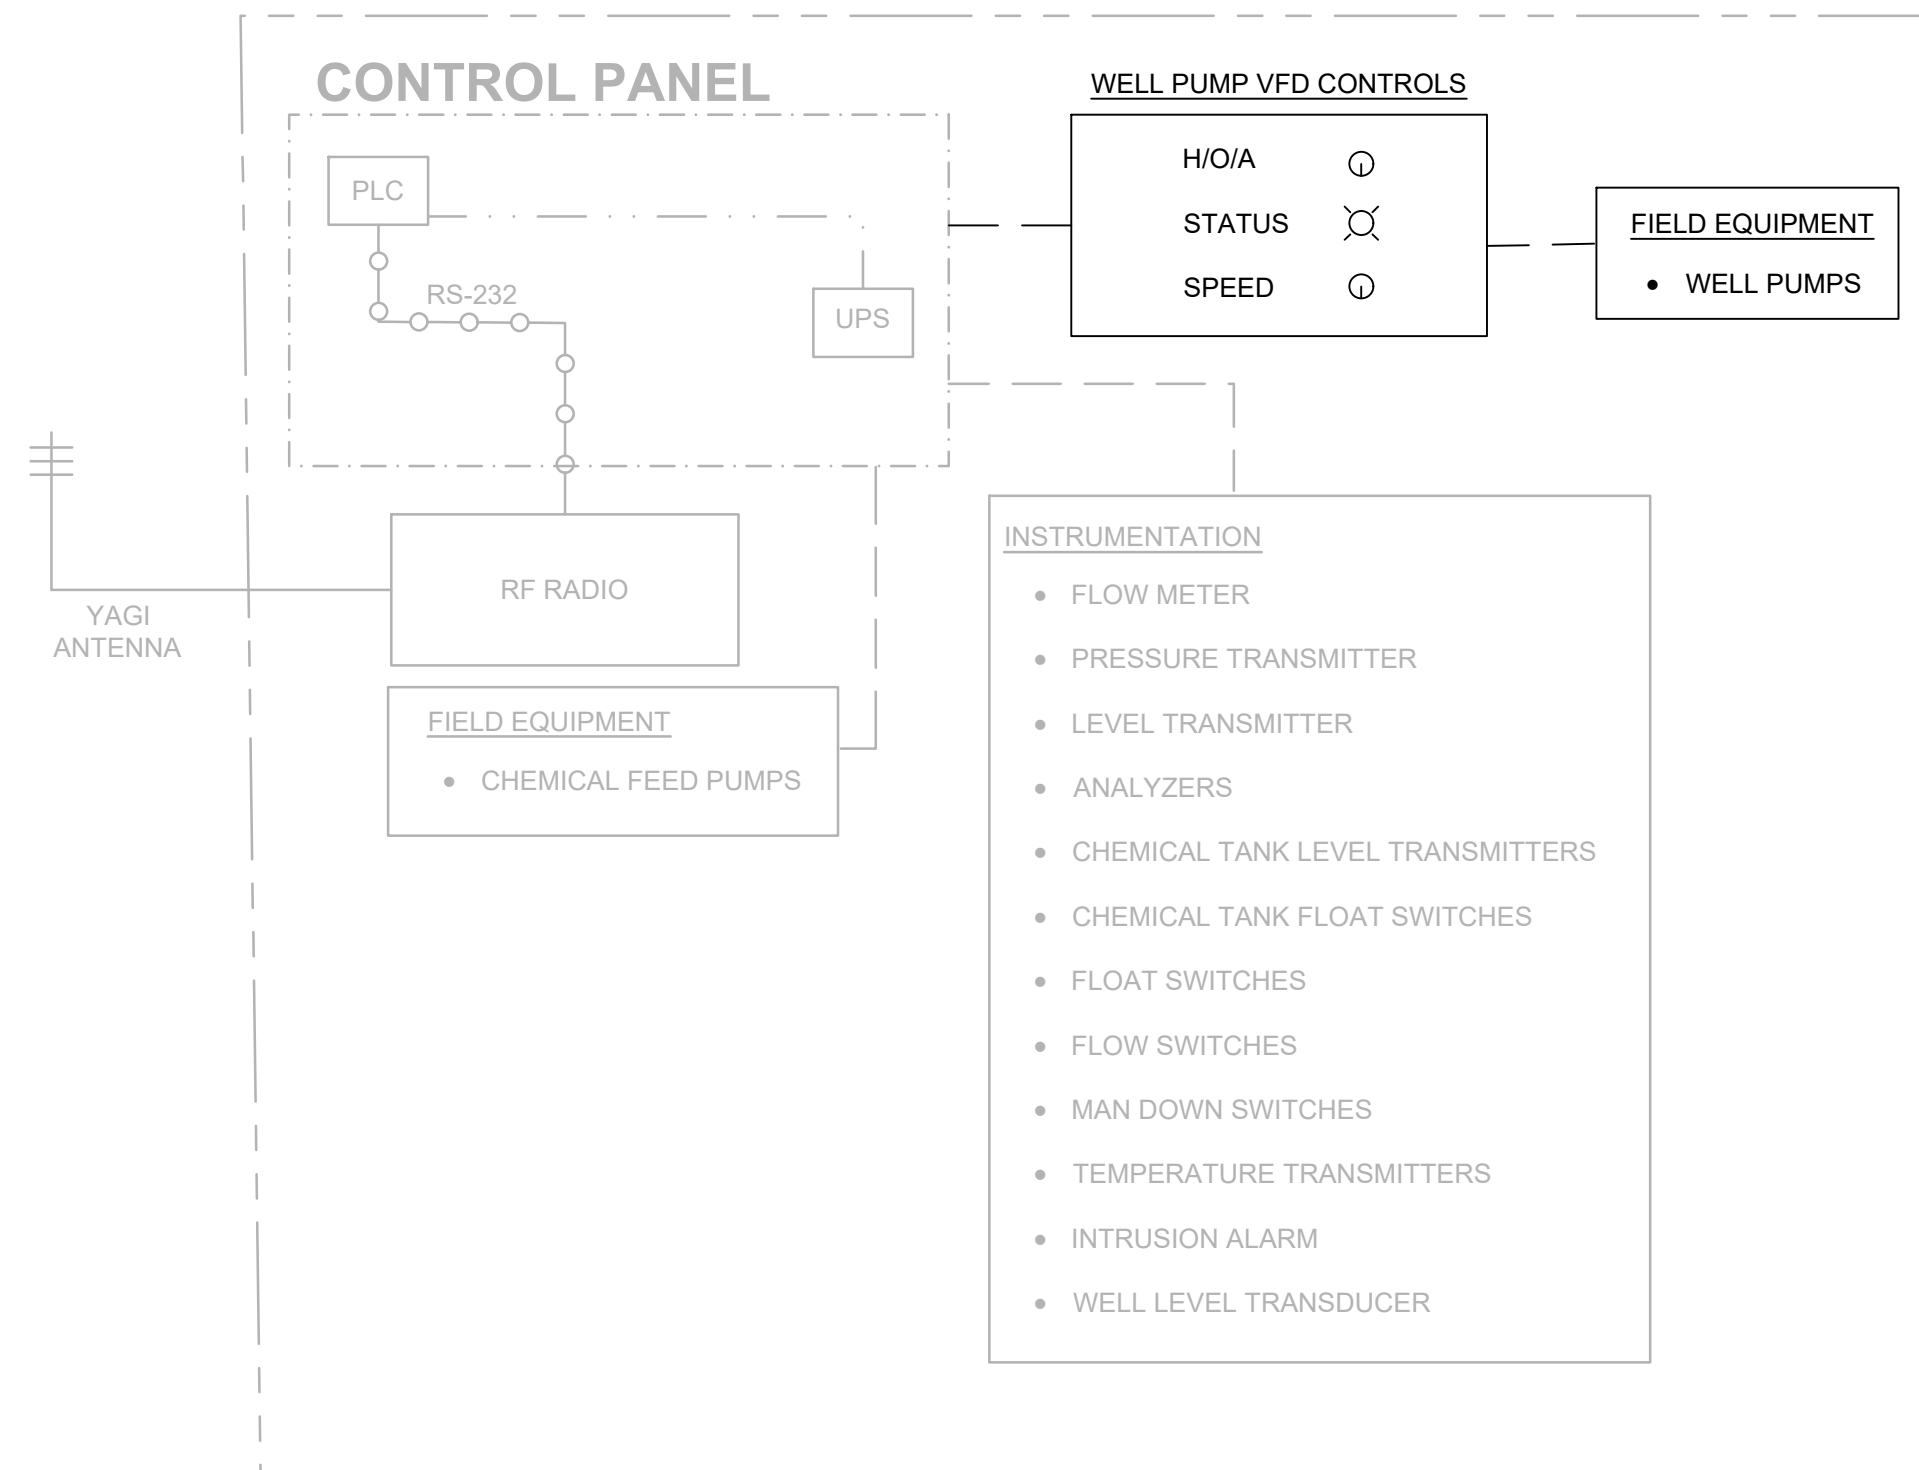 CONTROL PANEL
WELL PUMP VFD CONTROLS
H/O/A
STATUS
SPEED
FIELD EQUIPMENT
• WELL PUMPS
PLC
RS-232
UPS
RF RADIO
YAGI
ANTENNA
FIELD EQUIPMENT
• CHEMICAL FEED PUMPS
INSTRUMENTATION
• FLOW METER
• PRESSURE TRANSMITTER
• LEVEL TRANSMITTER
• ANALYZERS
• CHEMICAL TANK LEVEL TRANSMITTERS
• CHEMICAL TANK FLOAT SWITCHES
• FLOAT SWITCHES
• FLOW SWITCHES
• MAN DOWN SWITCHES
• TEMPERATURE TRANSMITTERS
• INTRUSION ALARM
• WELL LEVEL TRANSDUCER